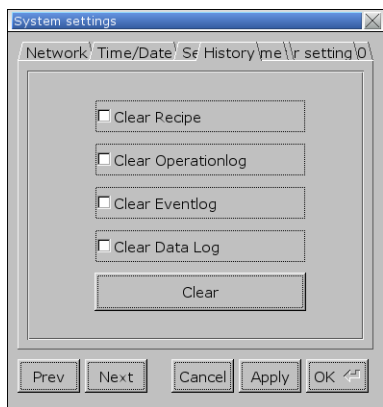 System settings
Network Time/Date Se History me r setting 0
Clear Recipe
Clear Operationlog
Clear Eventlog
Clear Data Log
Clear
Prev Next Cancel Apply OK